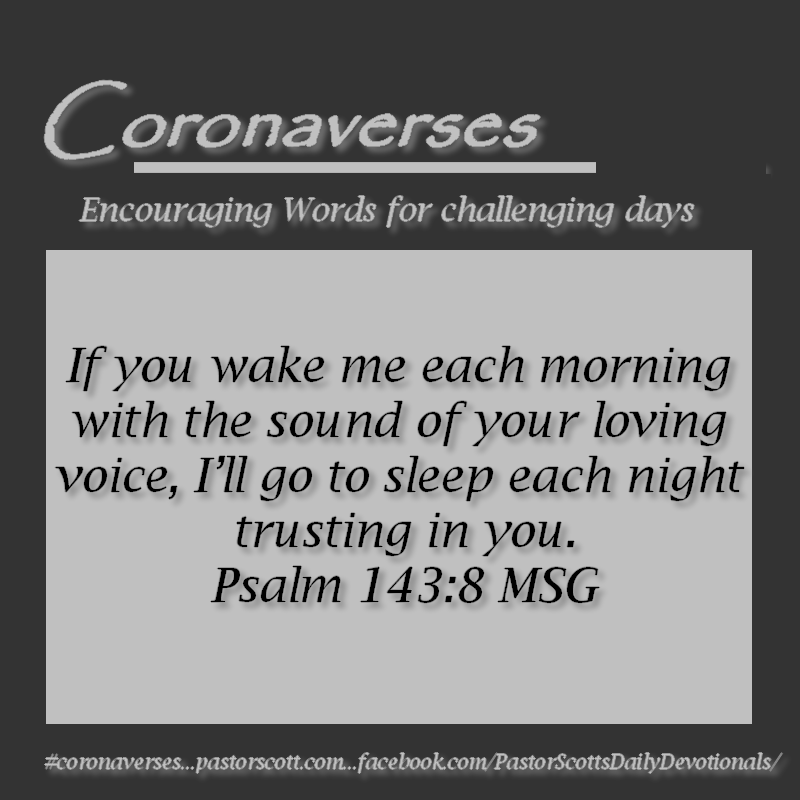 Coronaverses
Encouraging Words for challenging days
If you wake me each morning
with the sound of your loving
voice, I'll go to sleep each night
trusting in you.
Psalm 143:8 MSG
#coronaverses...pastorscott.com...facebook.com/PastorScottsDailyDevotionals/